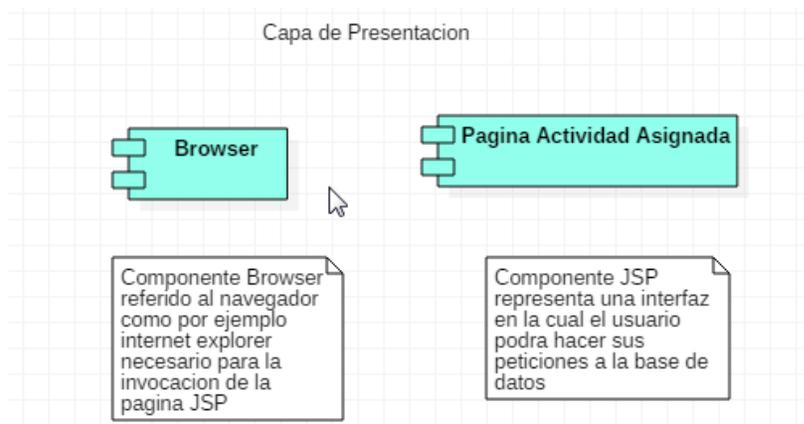 Capa de Presentacion
Browser
Pagina Actividad Asignada
Componente Browser
referido al navegador
como por ejemplo
internet explorer
necesario para la
invocacion de la
pagina JSP
Componente JSP
representa una interfaz
en la cual el usuario
podra hacer sus
peticiones a la base de
datos